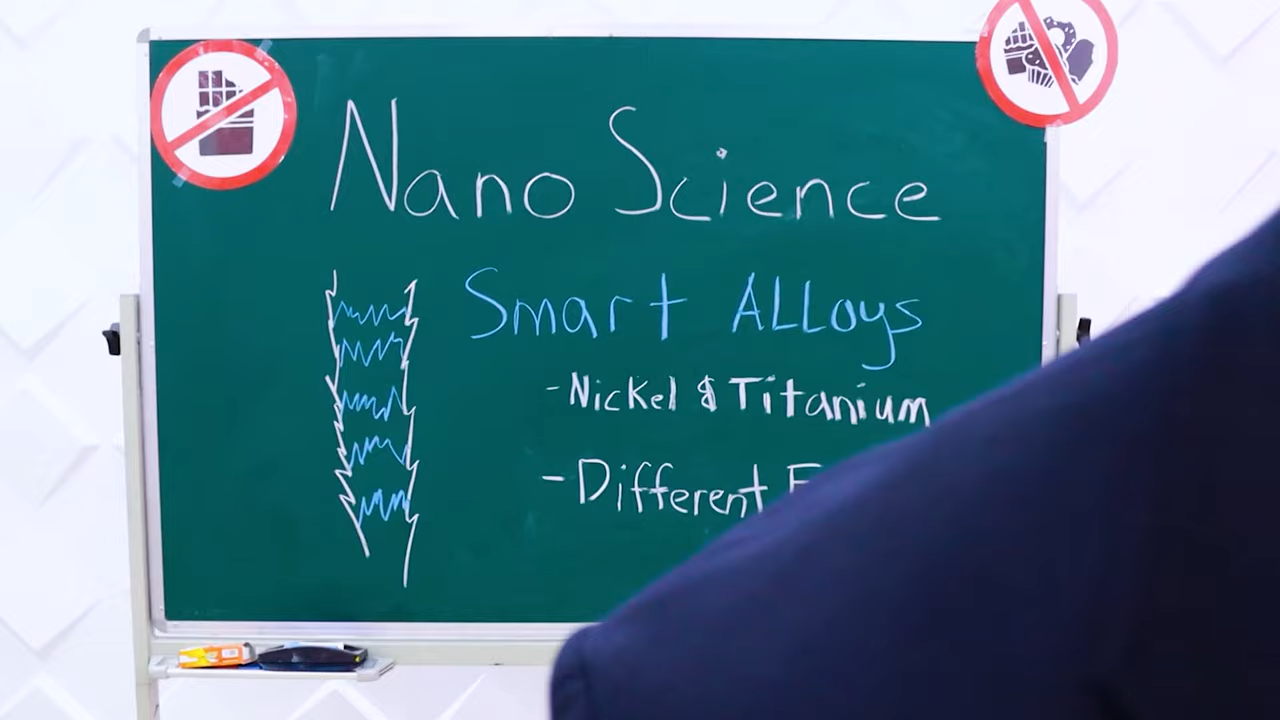 Nano Science
Smart ALLoys
- Nickel & Titanium
- Different